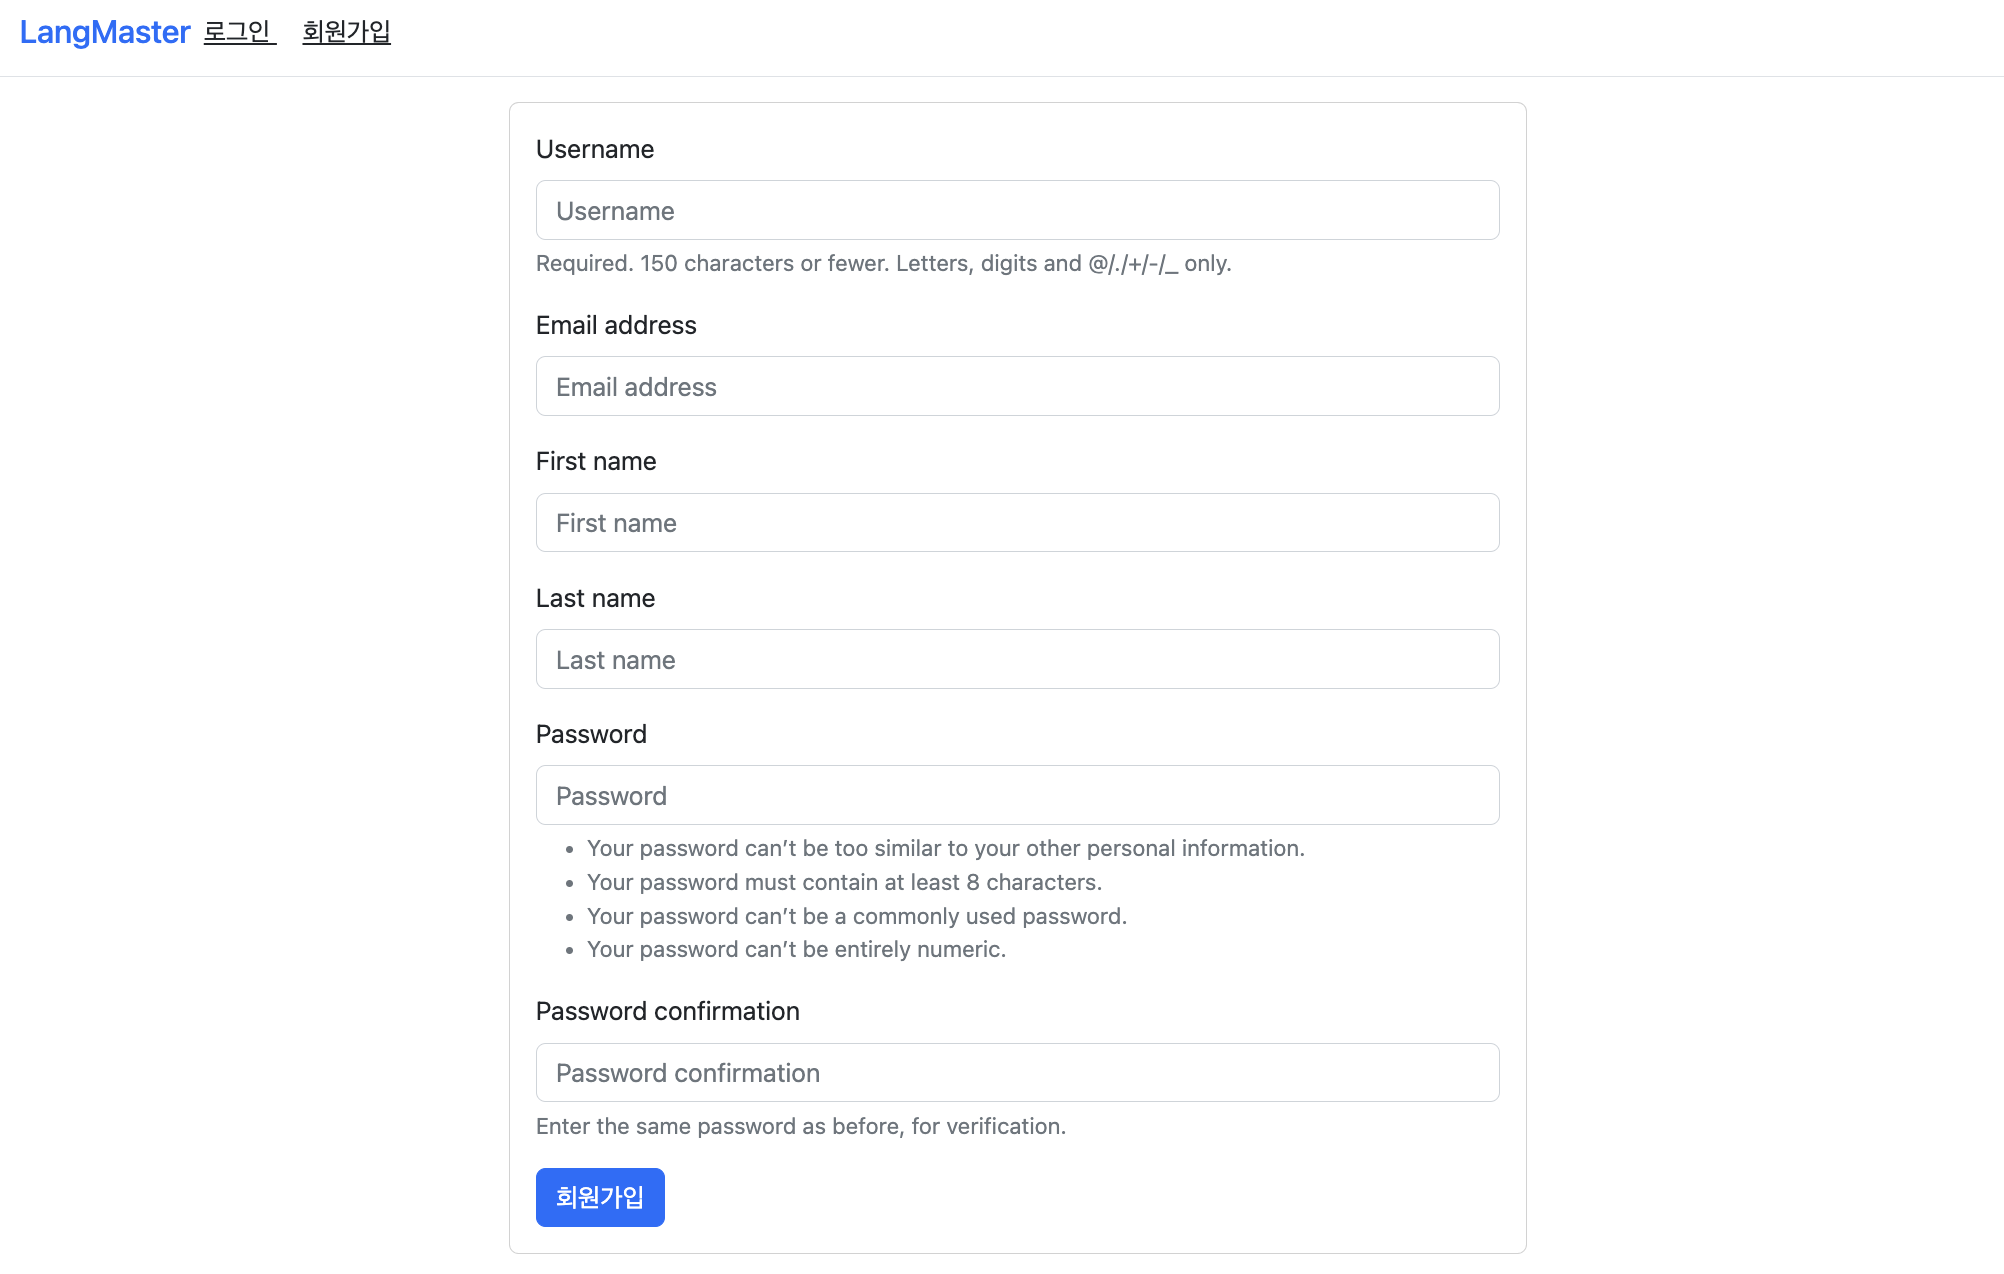 LangMaster 로그인 회원가입
Username
Username
Required. 150 characters or fewer. Letters, digits and @/./+/-/_ only.
Email address
Email address
First name
First name
Last name
Last name
Password
Password
• Your password can’t be too similar to your other personal information.
• Your password must contain at least 8 characters.
• Your password can’t be a commonly used password.
• Your password can’t be entirely numeric.
Password confirmation
Password confirmation
Enter the same password as before, for verification.
회원가입